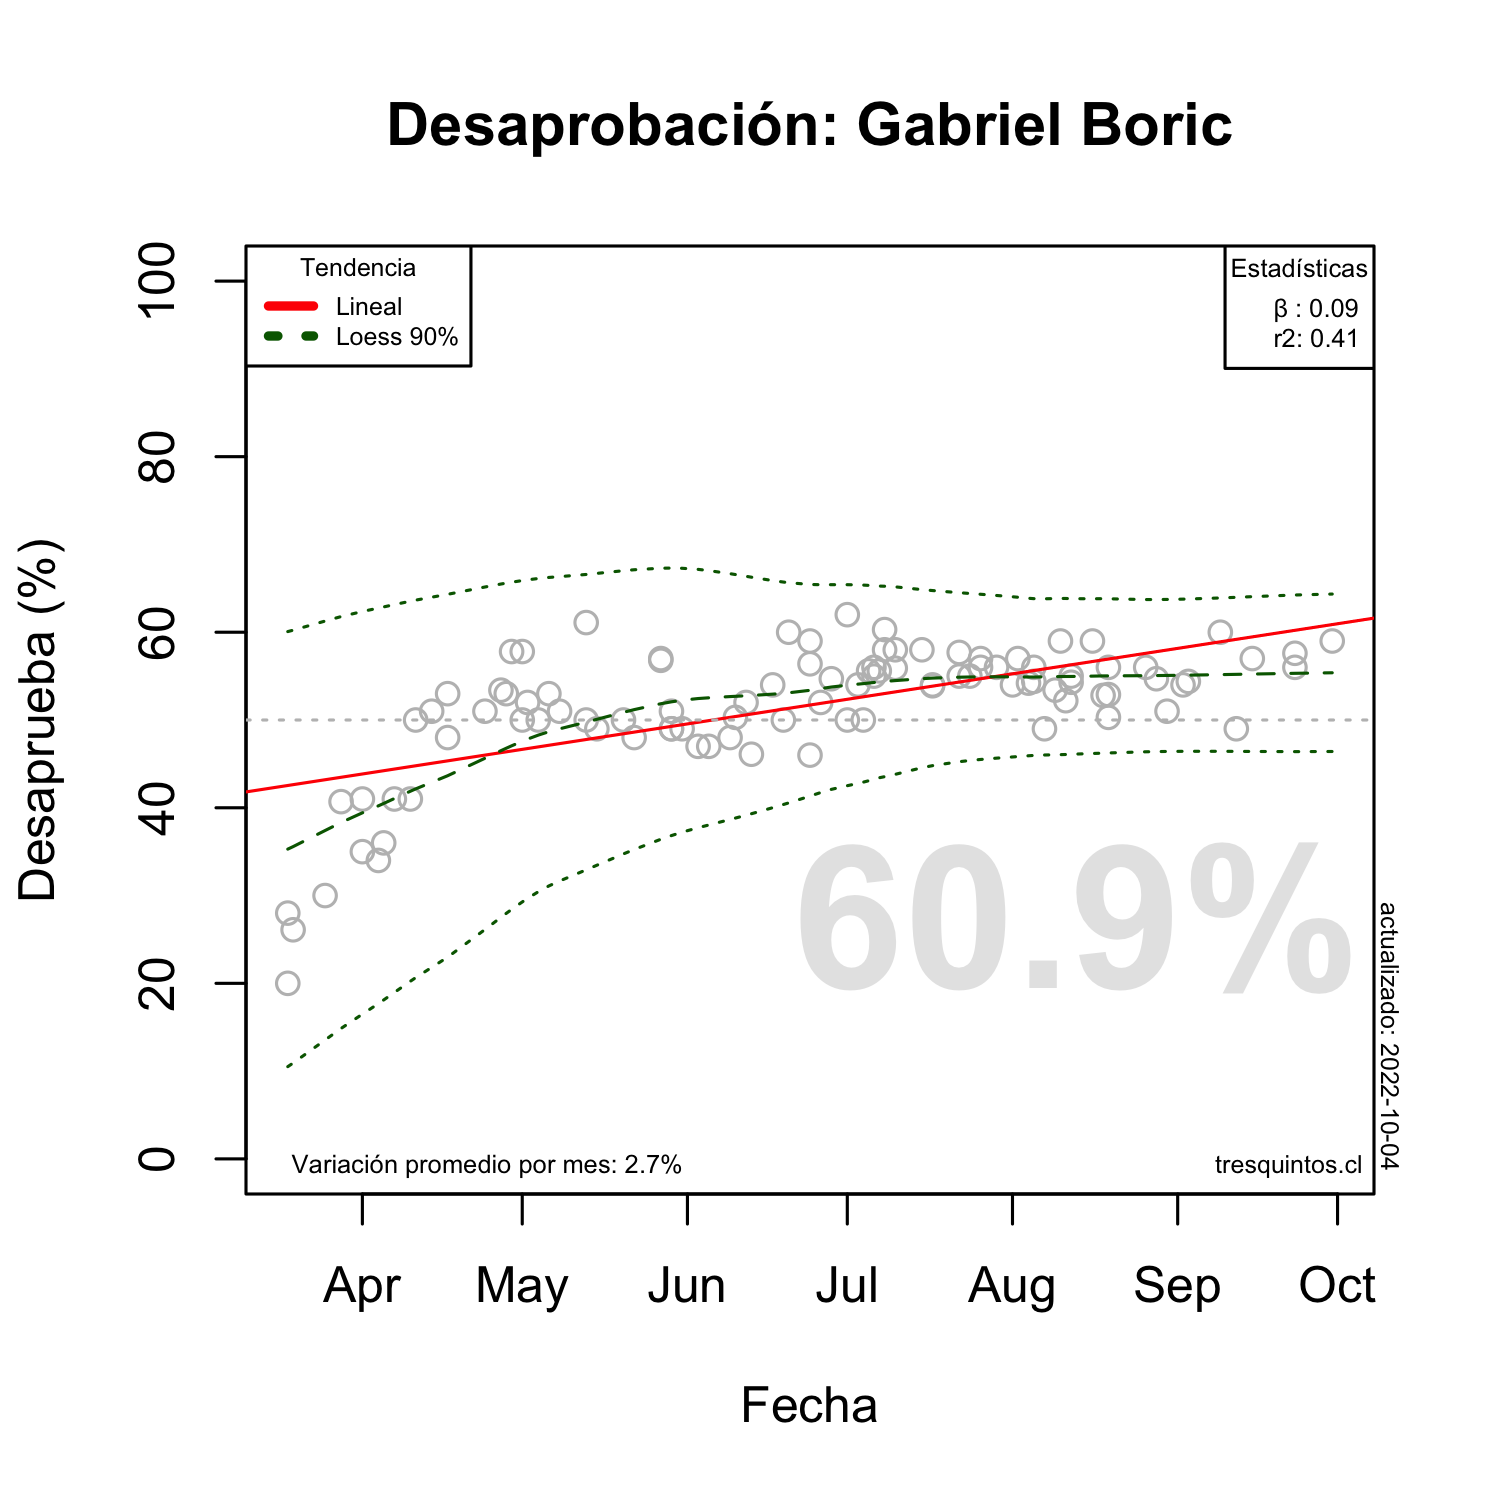 Desaprobación: Gabriel Boric
Tendencia
Lineal
Loess 90%
Estadísticas
β : 0.09
r2: 0.41
100
80
60
40
20
0
Desaprueba (%)
60.9%
actualizado: 2022-10-04
Variación promedio por mes: 2.7%
tresquintos.cl
Apr May Jun Jul Aug Sep Oct
Fecha